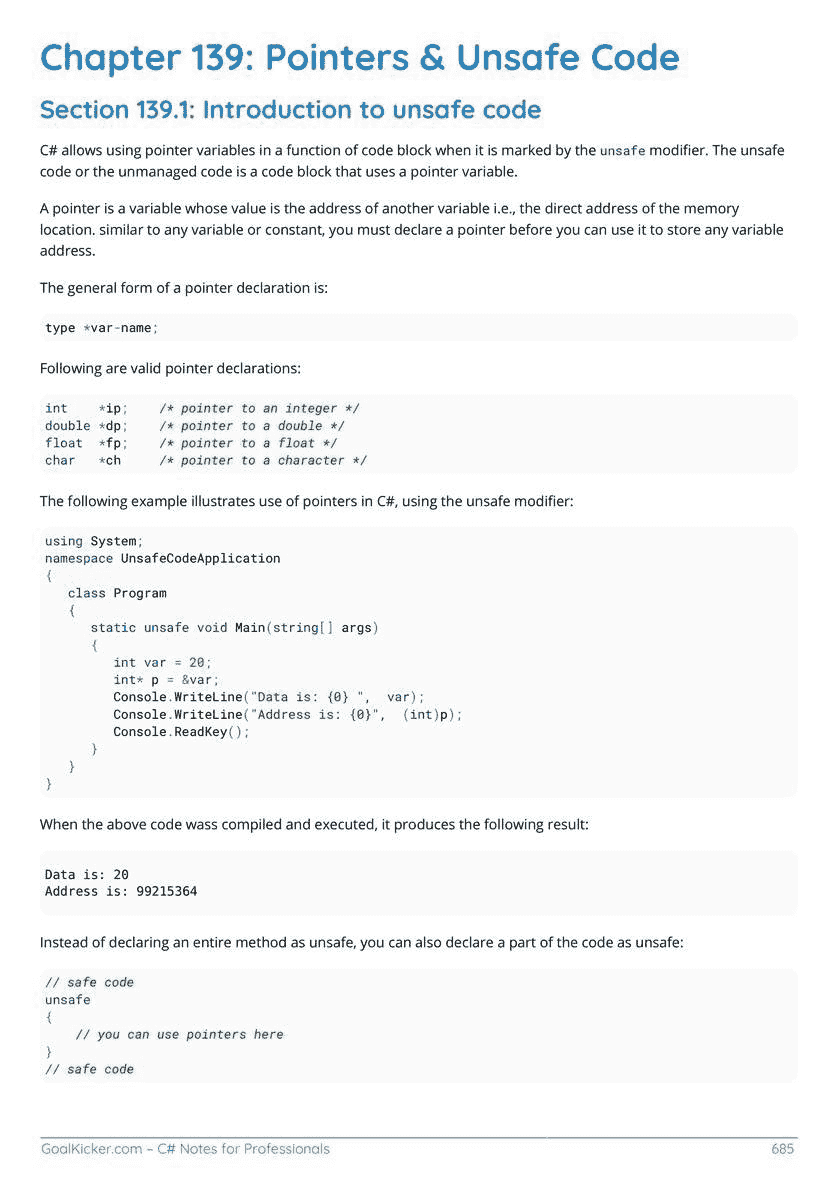 Chapter 139: Pointers & Unsafe Code
Section 139.1: Introduction to unsafe code
C# allows using pointer variables in a function of code block when it is marked by the unsafe modifier. The unsafe
code or the unmanaged code is a code block that uses a pointer variable.
A pointer is a variable whose value is the address of another variable i.e., the direct address of the memory
location. similar to any variable or constant, you must declare a pointer before you can use it to store any variable
address.
The general form of a pointer declaration is:
type *var-name;
Following are valid pointer declarations:
int    *ip;    /* pointer to an integer */
double *dp;    /* pointer to a double */
float  *fp;    /* pointer to a float */
char   *ch     /* pointer to a character */
The following example illustrates use of pointers in C#, using the unsafe modifier:
using System;
namespace UnsafeCodeApplication
{
   class Program
   {
      static unsafe void Main(string[] args)
      {
         int var = 20;
         int* p = &var;
         Console.WriteLine("Data is: {0} ",  var);
         Console.WriteLine("Address is: {0}",  (int)p);
         Console.ReadKey();
      }
   }
}
When the above code wass compiled and executed, it produces the following result:
Data is: 20
Address is: 99215364
Instead of declaring an entire method as unsafe, you can also declare a part of the code as unsafe:
// safe code
unsafe
{
    // you can use pointers here
}
// safe code
GoalKicker.com – C# Notes for Professionals 685